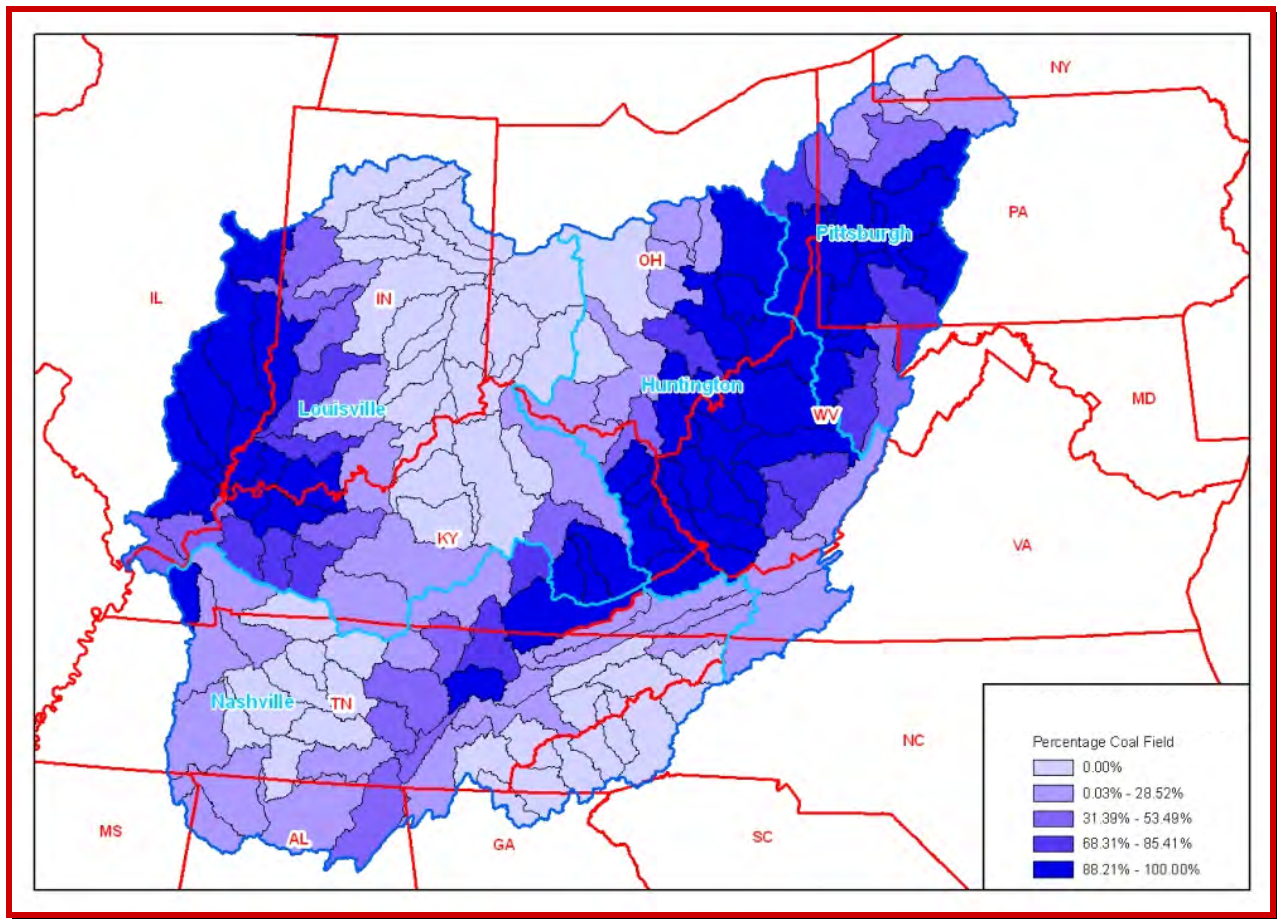 NY
PA
Pittsburgh
OH
IL
IN
Huntington
MD
Louisville
WV
KY
VA
Nashville
TN
NC
MS
AL
GA
SC
Percentage Coal Field
0.00%
0.03% - 28.52%
31.39% - 53.49%
68.31% - 85.41%
88.21% - 100.00%